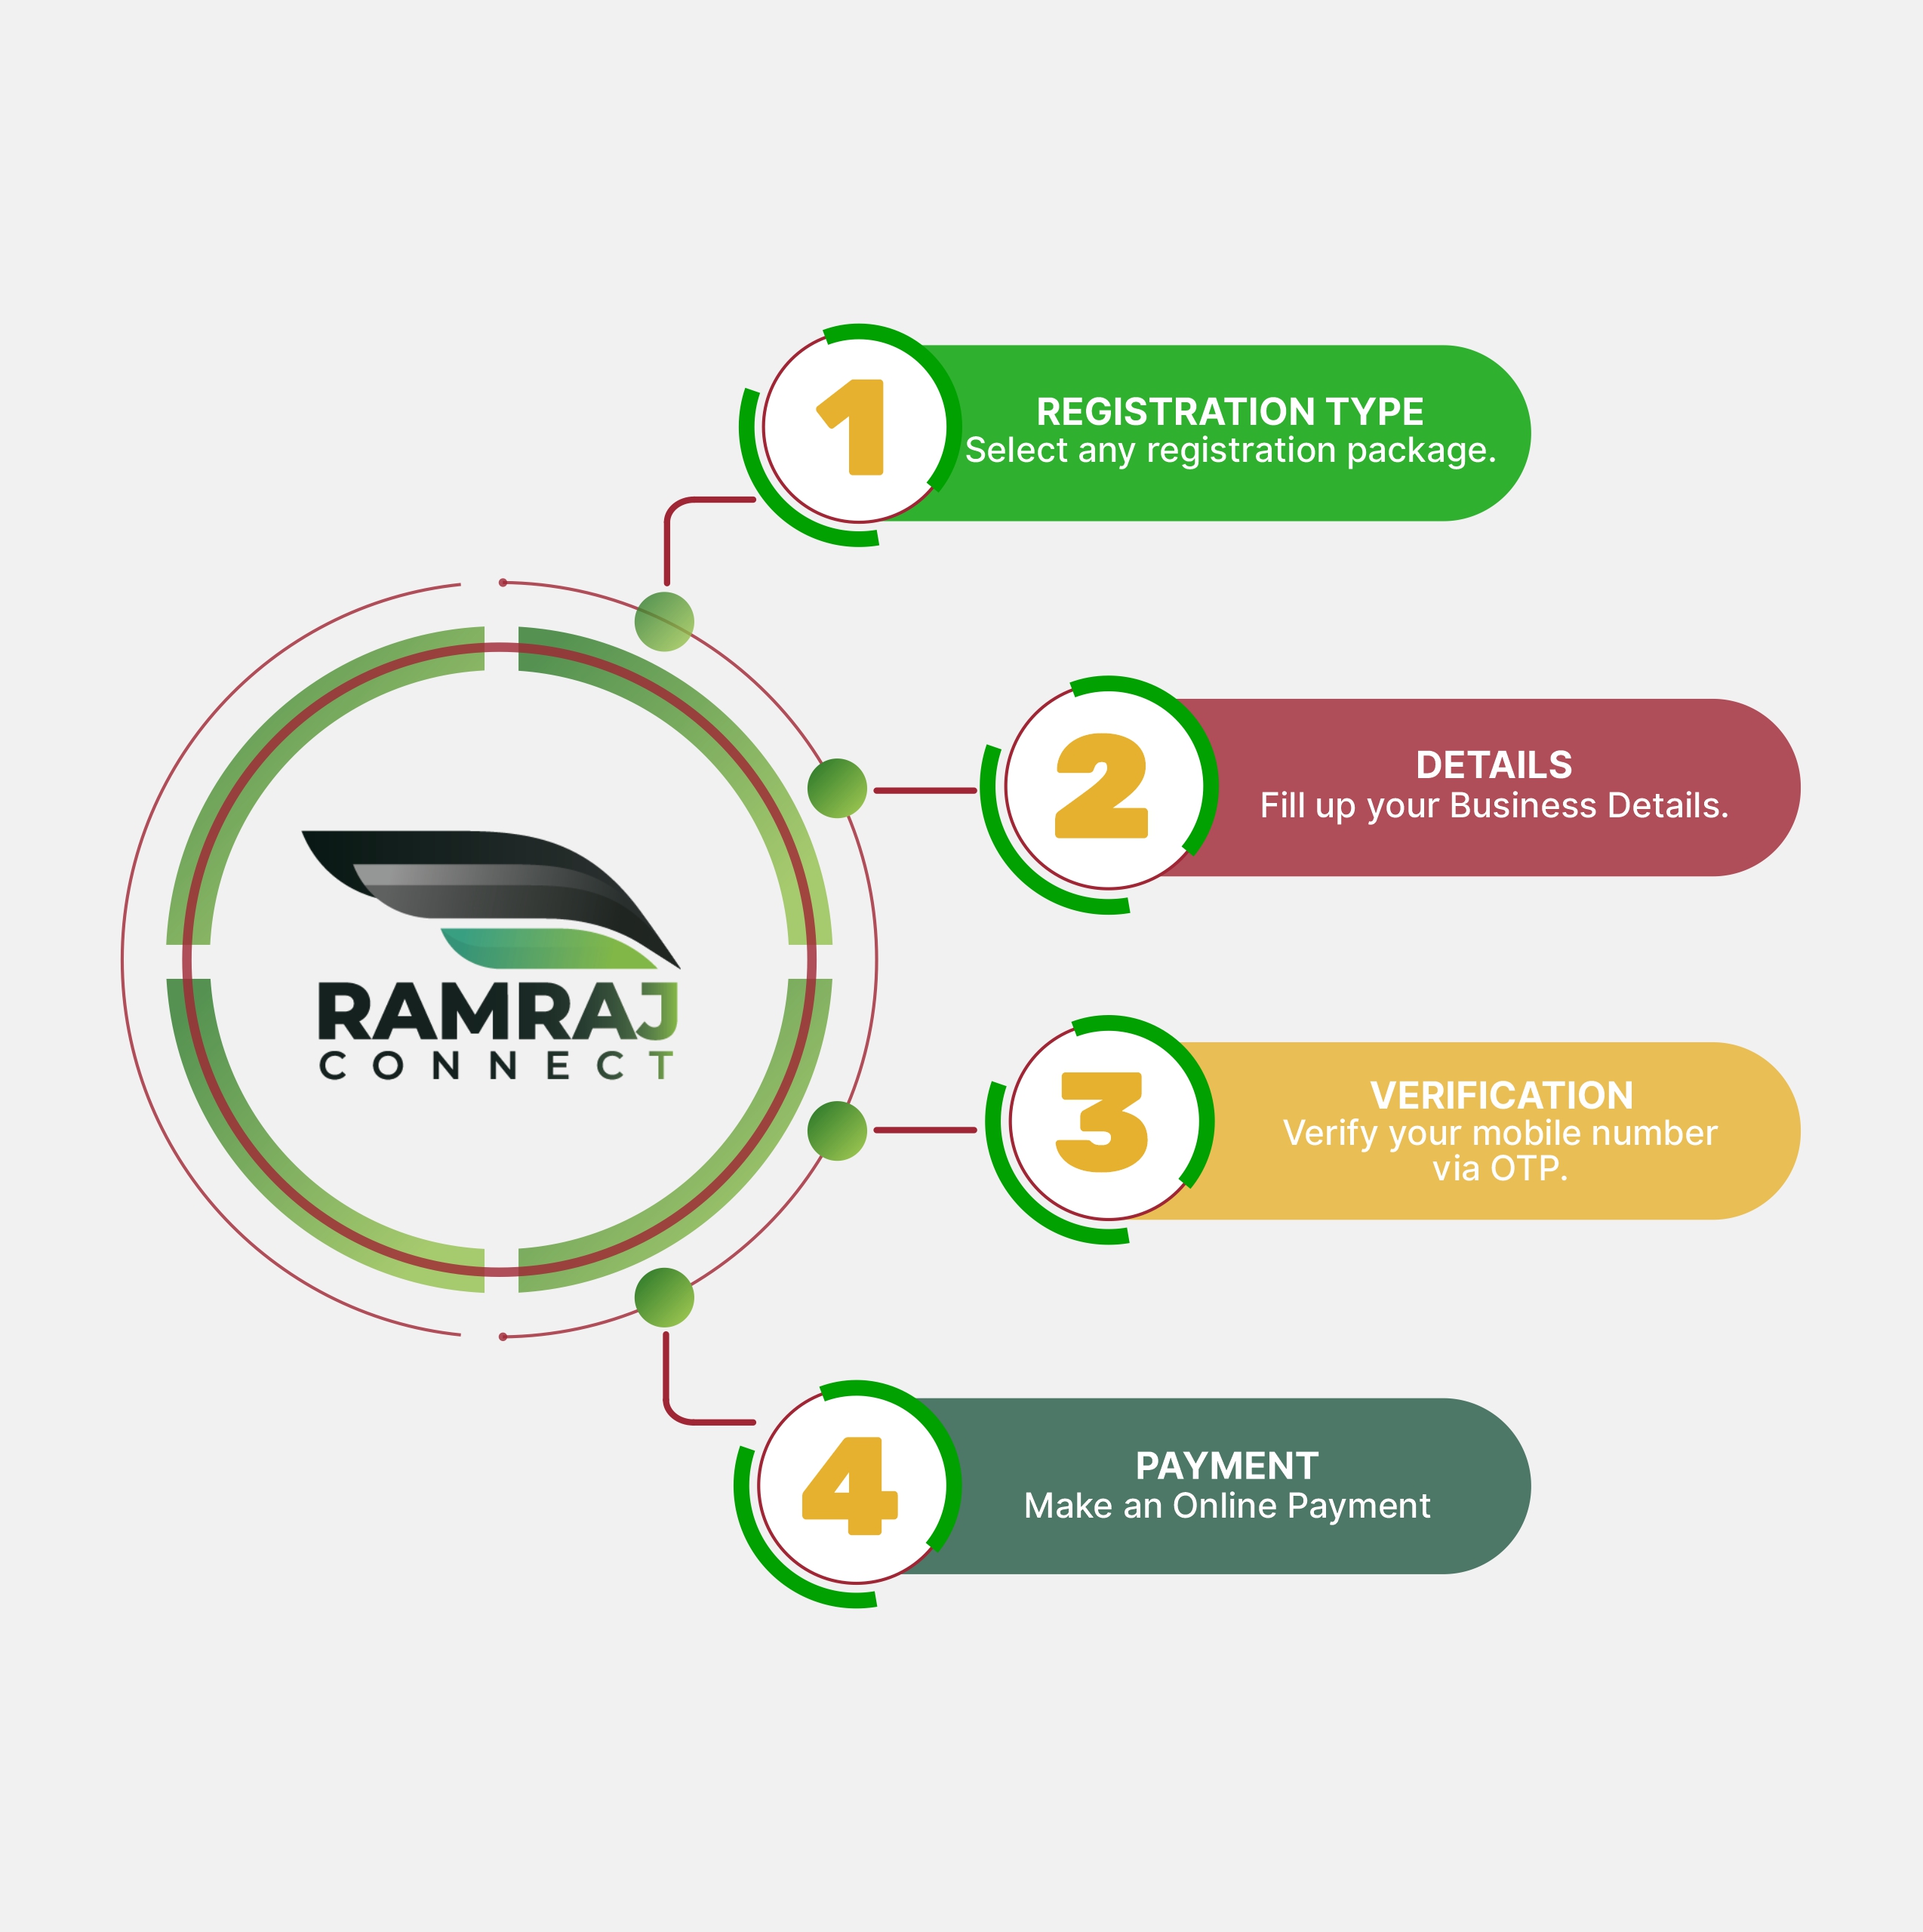 RAMRAJ
CONNECT
1
REGISTRATION TYPE
Select any registration package.
2
DETAILS
Fill up your Business Details.
3
VERIFICATION
Verify your mobile number
via OTP.
4
PAYMENT
Make an Online Payment